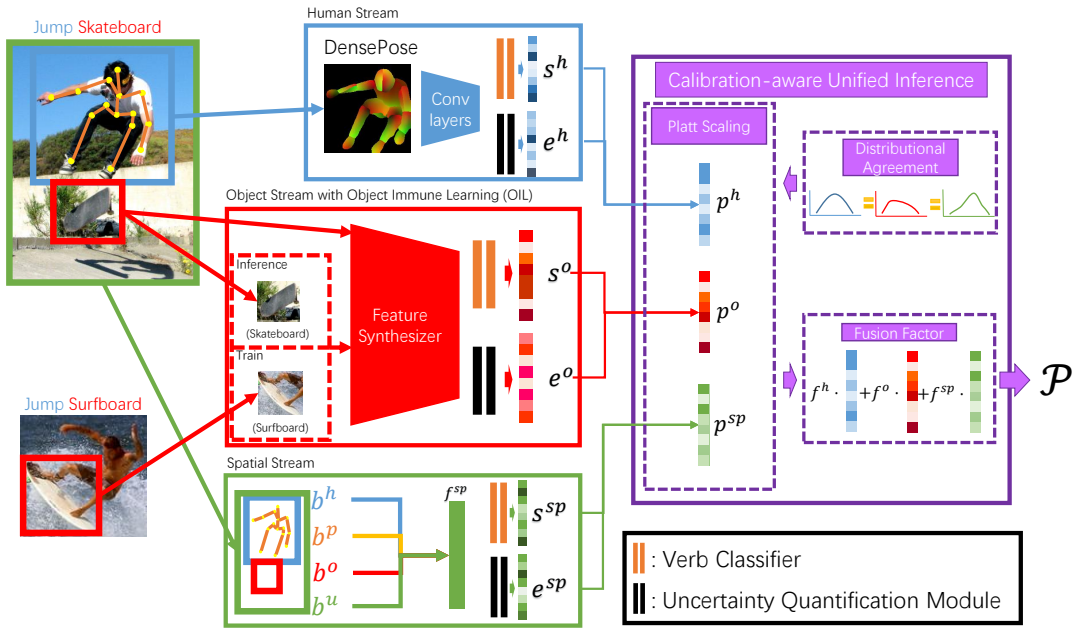 Jump Skateboard
Human Stream
DensePose
Conv
layers
s^h
e^h
Object Stream with Object Immune Learning (OIL)
Inference
(Skateboard)
Train
(Surfboard)
Feature
Synthesizer
s^o
e^o
Jump Surfboard
Spatial Stream
b^h
b^p
b^o
b^u
f^{sp}
s^{sp}
e^{sp}
Calibration-aware Unified Inference
Platt Scaling
p^h
p^o
p^{sp}
Distributional
Agreement
=
=
Fusion Factor
f^h · +f^o · +f^{sp} ·
𝒫
: Verb Classifier
: Uncertainty Quantification Module